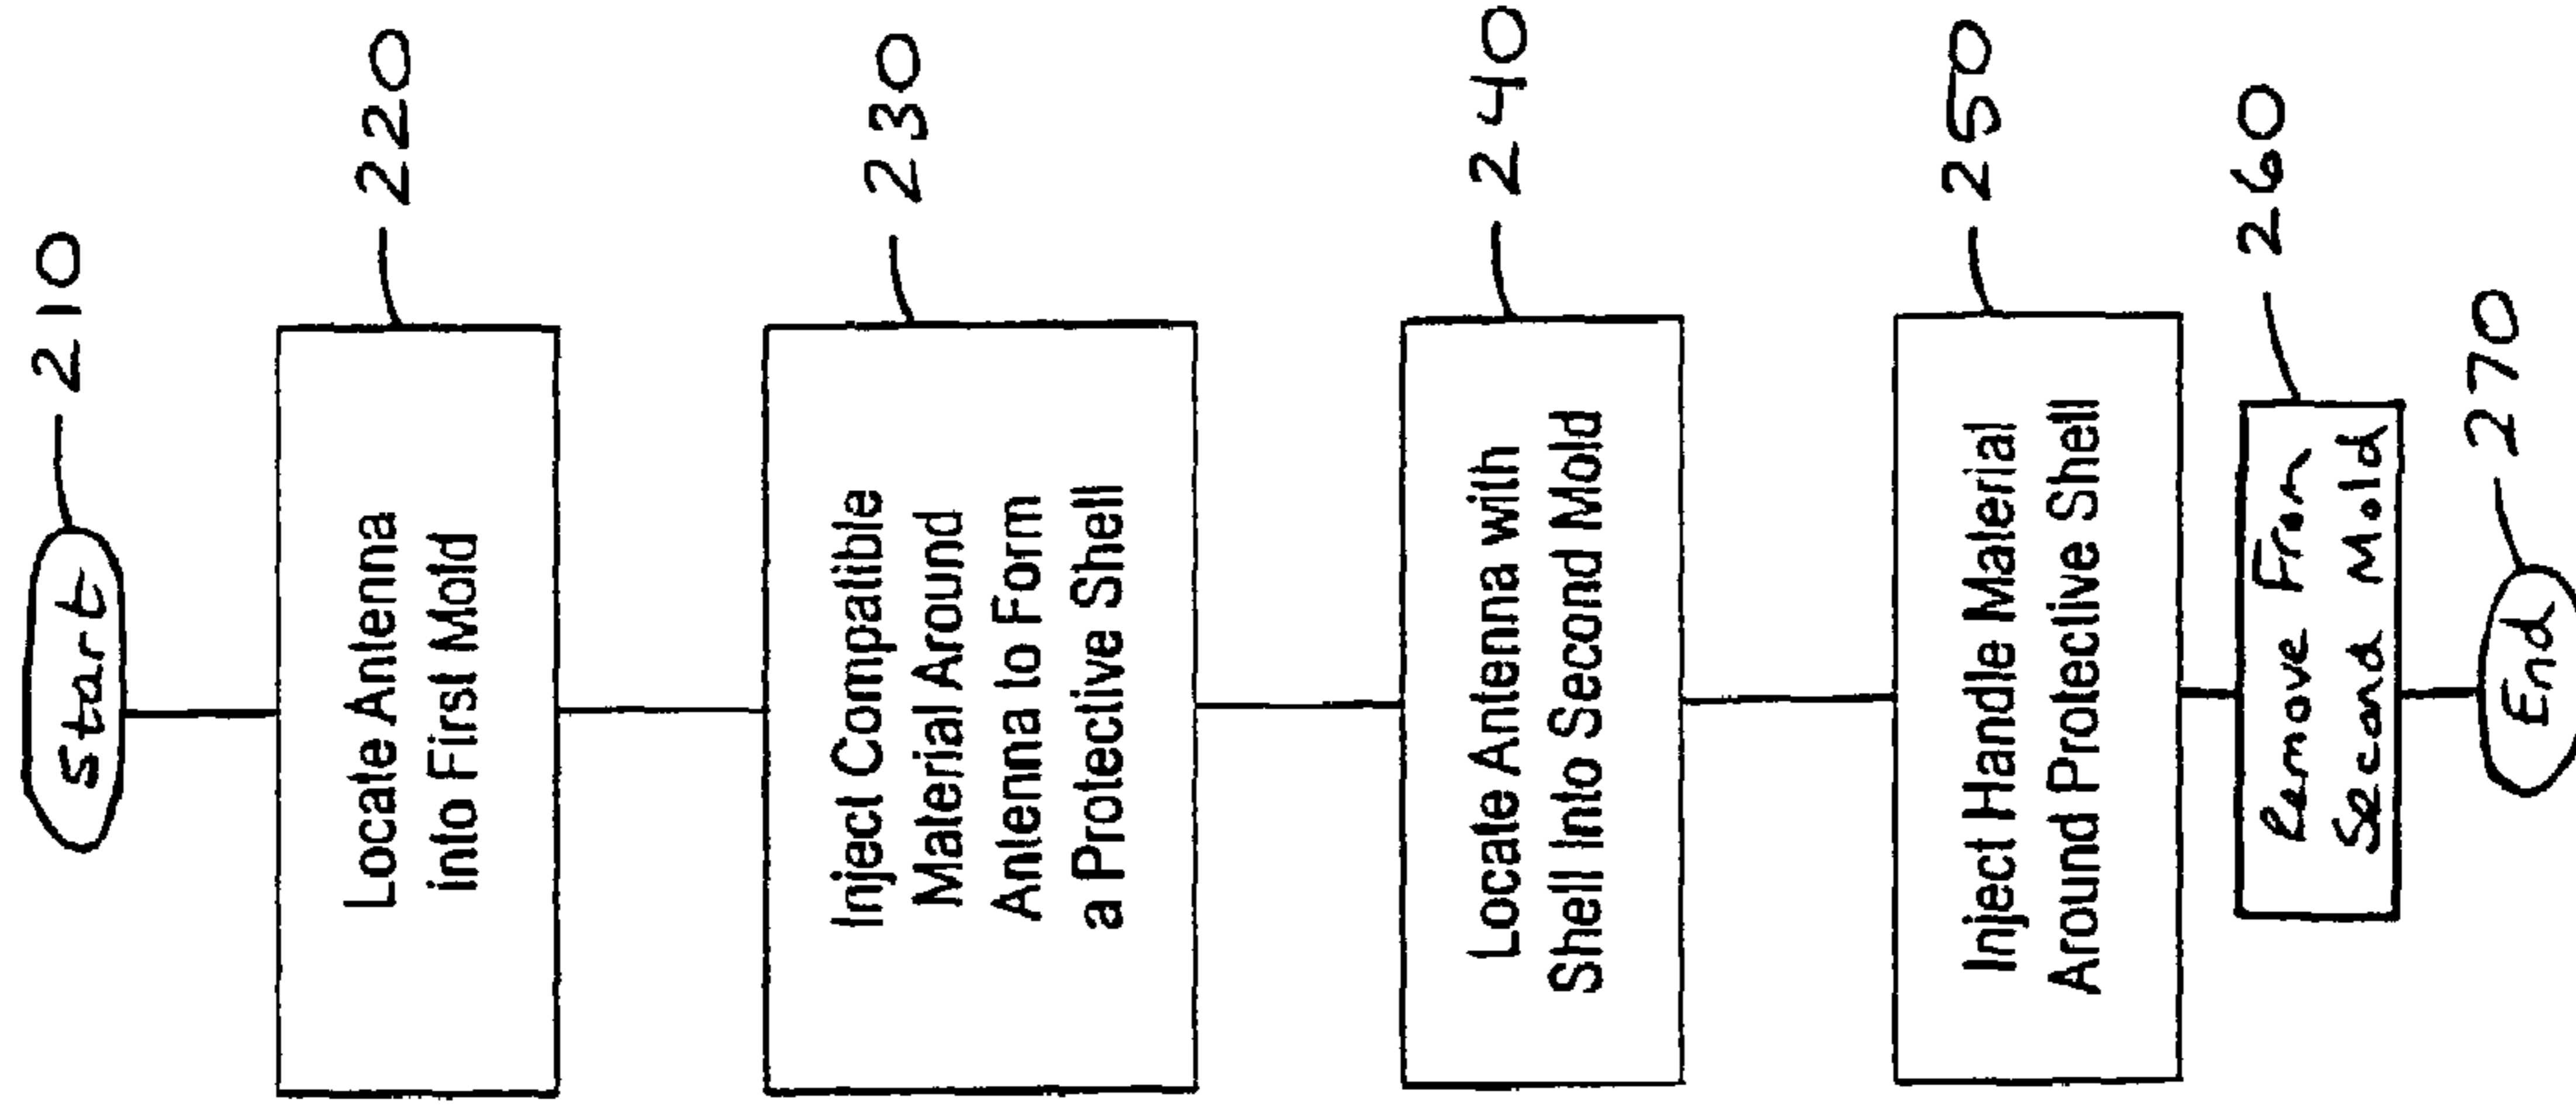 Start
210
Locate Antenna
into First Mold
220
Inject Compatible
Material Around
Antenna to Form
a Protective Shell
230
Locate Antenna with
Shell Into Second Mold
240
Inject Handle Material
Around Protective Shell
250
Remove From
Second Mold
260
End
270